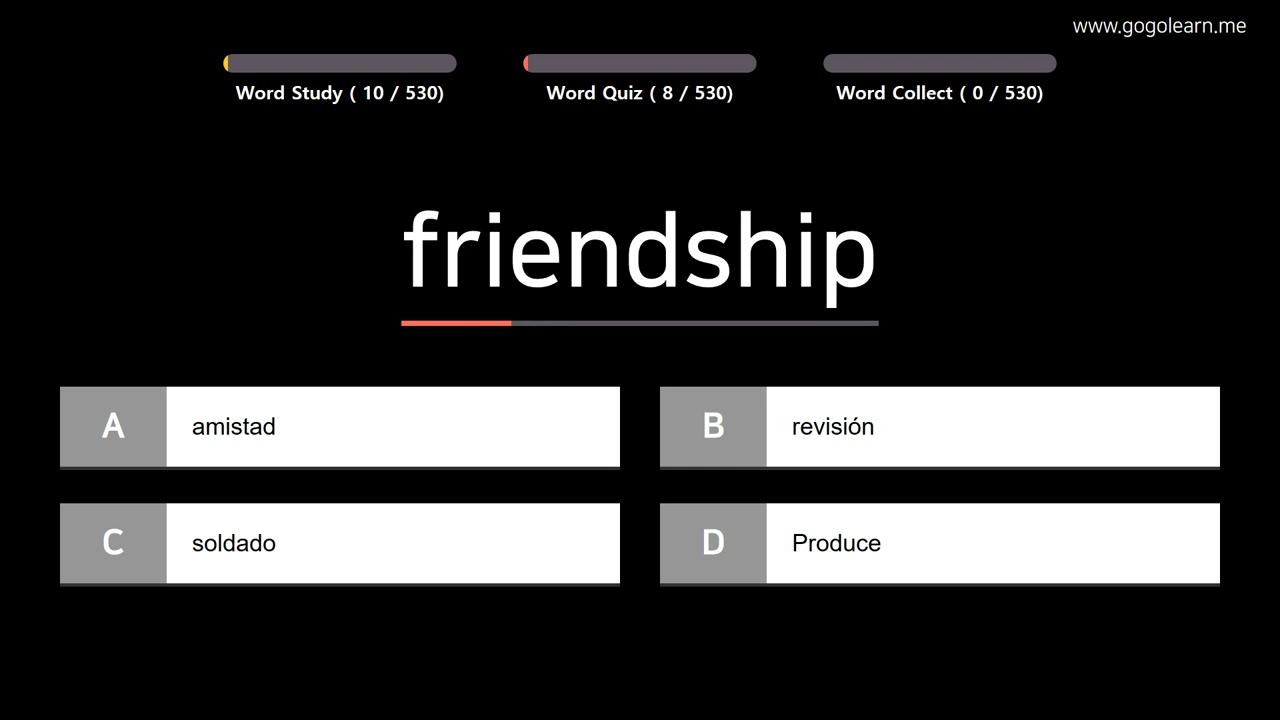 www.gogolearn.me
Word Study ( 10 / 530)
Word Quiz ( 8 / 530)
Word Collect ( 0 / 530)
friendship
A
amistad
B
revisión
C
soldado
D
Produce